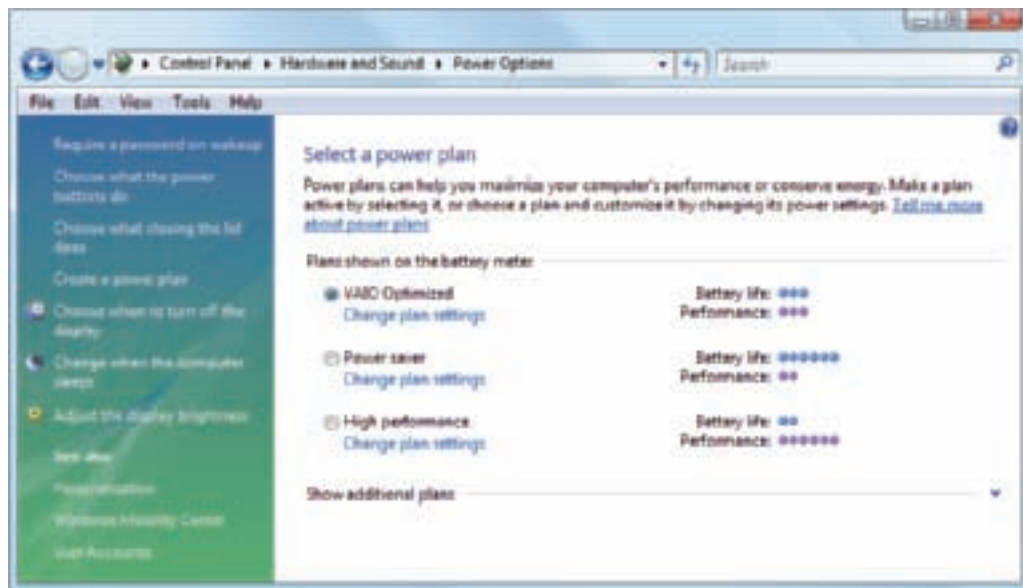 Control Panel ▸ Hardware and Sound ▸ Power Options
Search
File Edit View Tools Help
Require a password on wakeup
Choose what the power
buttons do
Choose what closing the lid
does
Create a power plan
Choose when to turn off the
display
Change when the computer
sleeps
Adjust the display brightness
See also
Personalization
Windows Mobility Center
User Accounts
Select a power plan
Power plans can help you maximize your computer's performance or conserve energy. Make a plan
active by selecting it, or choose a plan and customize it by changing its power settings. Tell me more
about power plans
Plans shown on the battery meter
VAIO Optimized
Battery life:
Change plan settings
Performance:
Power saver
Battery life:
Change plan settings
Performance:
High performance
Battery life:
Change plan settings
Performance:
Show additional plans